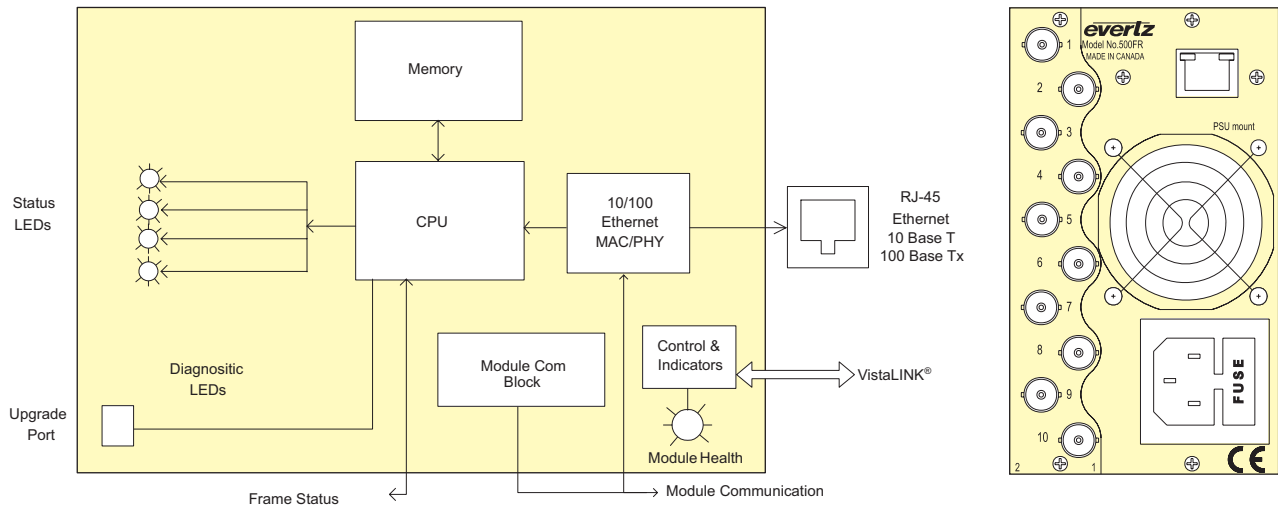 Memory
Status
LEDs
CPU
10/100
Ethernet
MAC/PHY
RJ-45
Ethernet
10 Base T
100 Base Tx
Diagnositic
LEDs
Module Com
Block
Control &
Indicators
VistaLINK®
Upgrade
Port
Module Health
Frame Status
Module Communication
evertz
Model No.500FR
MADE IN CANADA
1
2
3
PSU mount
4
5
6
7
8
9
10
FUSE
2
1
CE